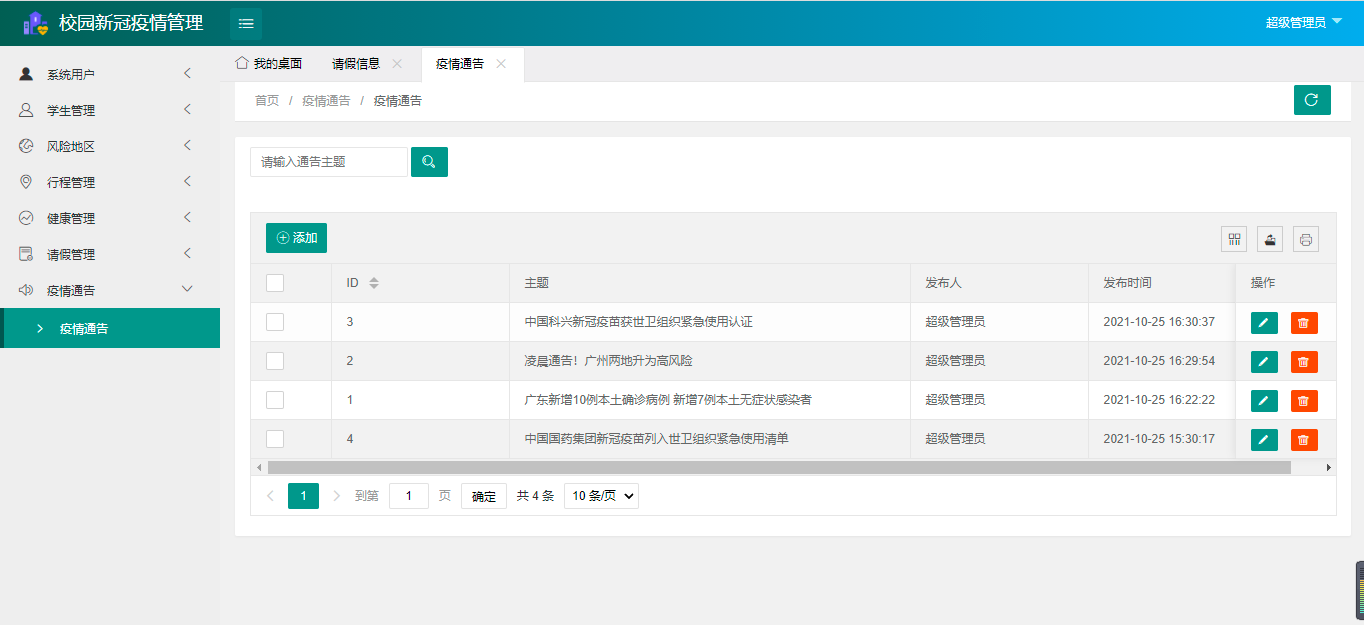 校园新冠疫情管理
超级管理员
系统用户
学生管理
风险地区
行程管理
健康管理
请假管理
疫情通告
疫情通告
我的桌面 请假信息 疫情通告
首页 / 疫情通告 / 疫情通告
请输入通告主题
添加
ID 主题 发布人 发布时间 操作
3 中国科兴新冠疫苗获世卫组织紧急使用认证 超级管理员 2021-10-25 16:30:37
2 凌晨通告！广州两地升为高风险 超级管理员 2021-10-25 16:29:54
1 广东新增10例本土确诊病例 新增7例本土无症状感染者 超级管理员 2021-10-25 16:22:22
4 中国国药集团新冠疫苗列入世卫组织紧急使用清单 超级管理员 2021-10-25 15:30:17
1 到第 1 页 确定 共 4 条 10 条/页